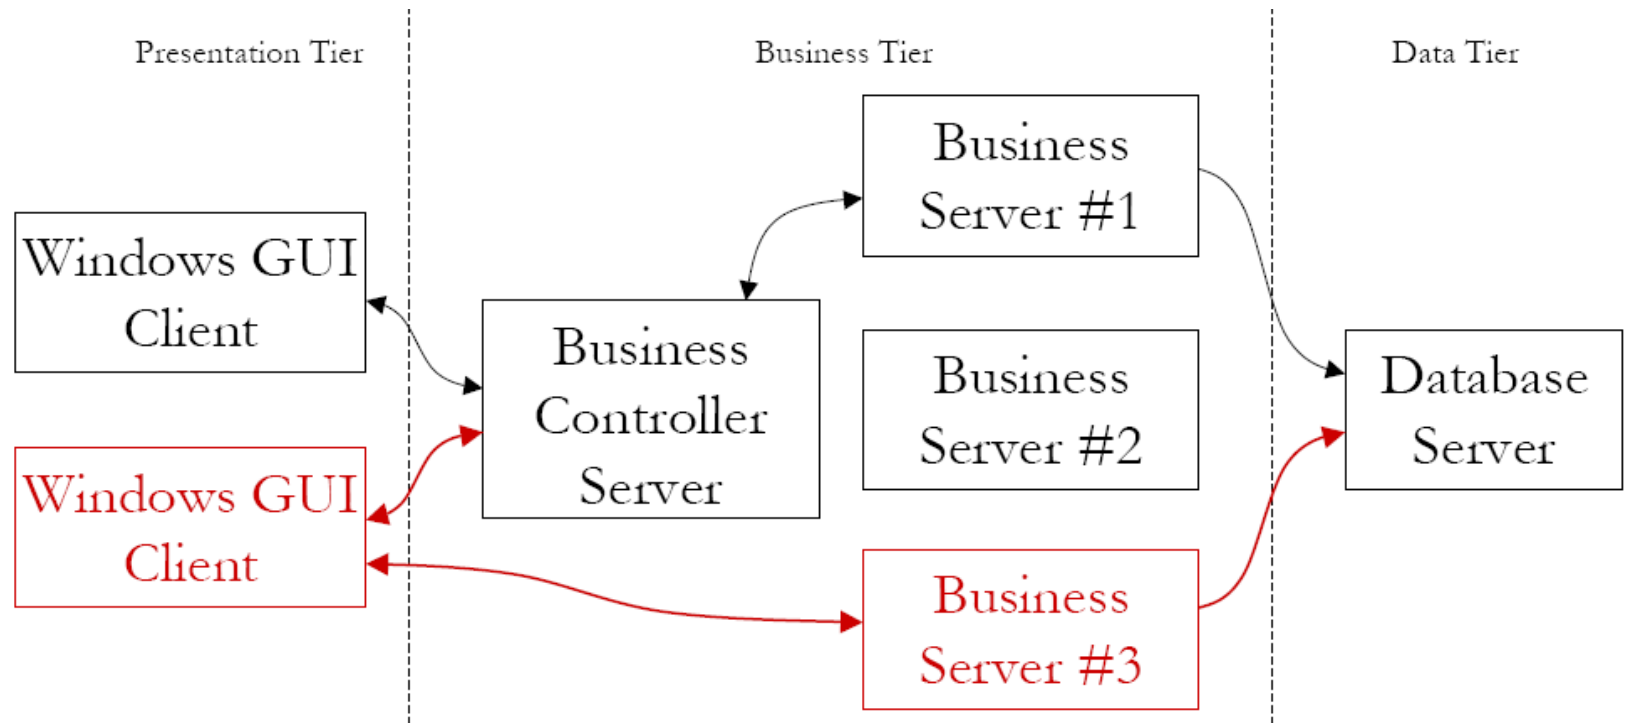 Presentation Tier
Business Tier
Data Tier
Windows GUI
Client
Windows GUI
Client
Business
Controller
Server
Business
Server #1
Business
Server #2
Business
Server #3
Database
Server